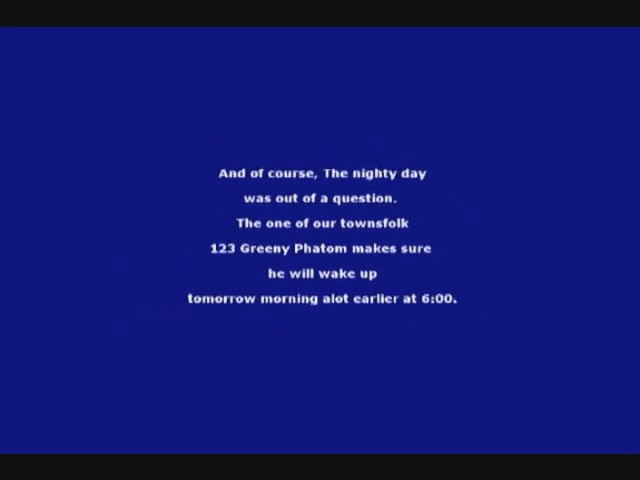 And of course, The nighty day
was out of a question.
The one of our townsfolk
123 Greeny Phatom makes sure
he will wake up
tomorrow morning alot earlier at 6:00.